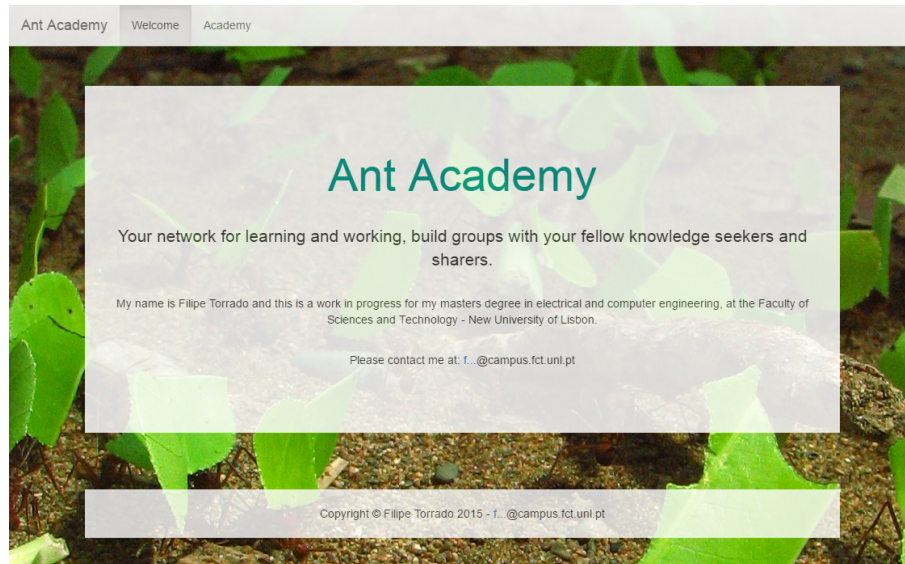 Ant Academy Welcome Academy
Ant Academy
Your network for learning and working, build groups with your fellow knowledge seekers and
sharers.
My name is Filipe Torrado and this is a work in progress for my masters degree in electrical and computer engineering, at the Faculty of
Sciences and Technology - New University of Lisbon.
Please contact me at: f...@campus.fct.unl.pt
Copyright © Filipe Torrado 2015 - f...@campus.fct.unl.pt